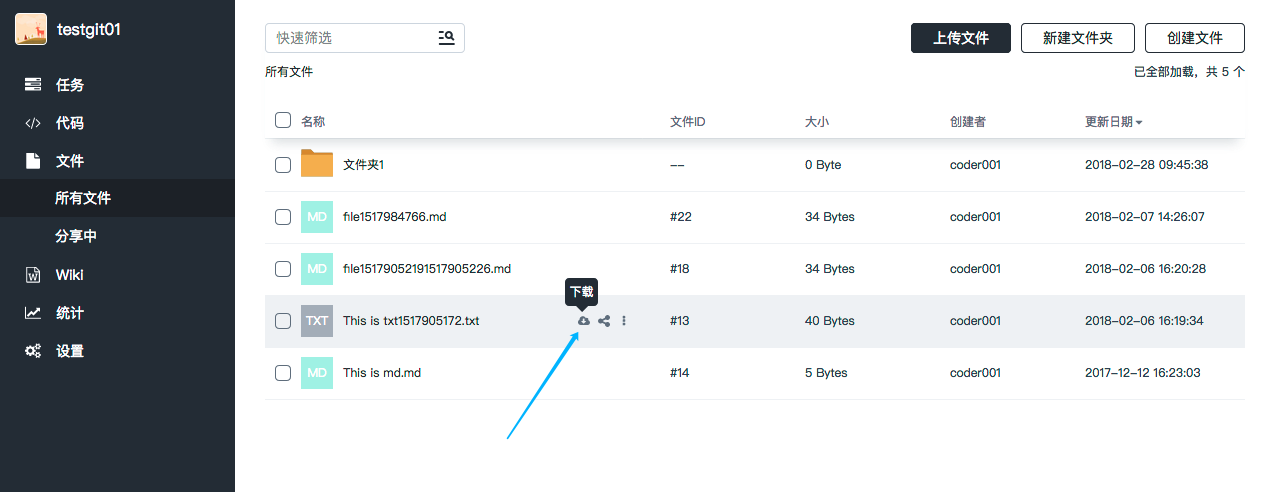 testgit01
任务
代码
文件
所有文件
分享中
Wiki
统计
设置
快速筛选
上传文件 新建文件夹 创建文件
所有文件 已全部加载，共 5 个
名称 文件ID 大小 创建者 更新日期
文件夹1 -- 0 Byte coder001 2018-02-28 09:45:38
MD file1517984766.md #22 34 Bytes coder001 2018-02-07 14:26:07
MD file15179052191517905226.md #18 34 Bytes coder001 2018-02-06 16:20:28
下载
TXT This is txt1517905172.txt #13 40 Bytes coder001 2018-02-06 16:19:34
MD This is md.md #14 5 Bytes coder001 2017-12-12 16:23:03